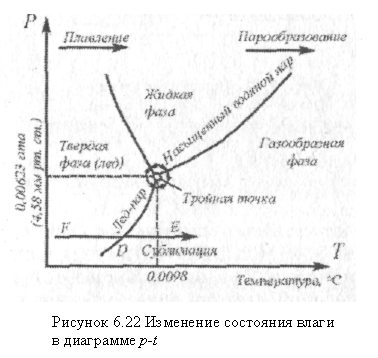 P
Плавление
Парообразование
Жидкая
фаза
Насыщенный водяной пар
Твердая
фаза (лед)
Газообразная
фаза
0,00623 гата
(4,58 мм рт. ст.)
Лед-пар
Тройная точка
F
E
D
Сублимация
T
0.0098
Температура, °C
Рисунок 6.22 Изменение состояния влаги
в диаграмме p-t